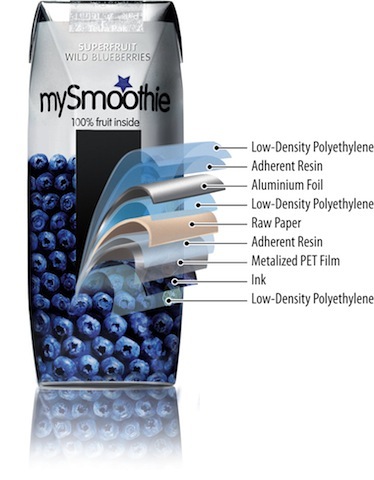 SUPERFRUIT
WILD BLUEBERRIES
mySmoothie
100% fruit inside
Low-Density Polyethylene
Adherent Resin
Aluminium Foil
Low-Density Polyethylene
Raw Paper
Adherent Resin
Metalized PET Film
Ink
Low-Density Polyethylene